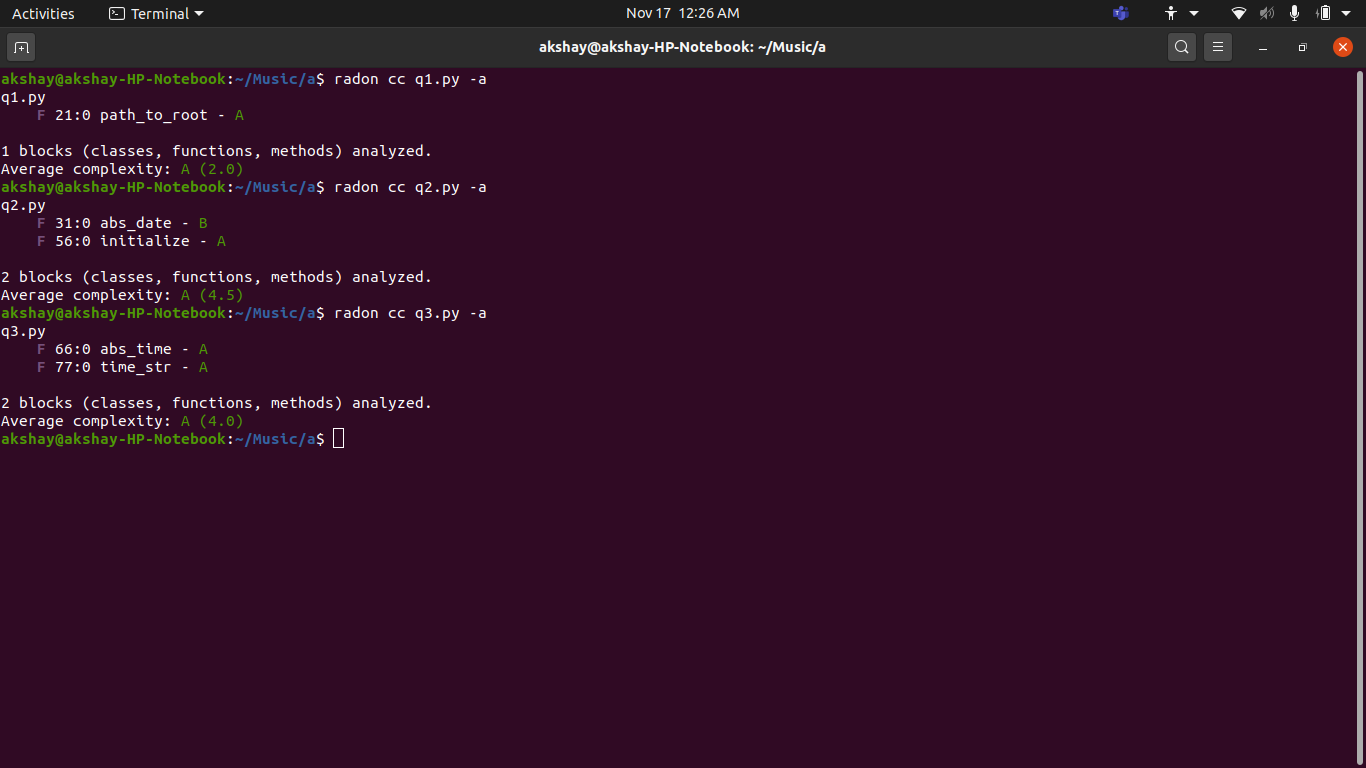 Activities Terminal Nov 17 12:26 AM
akshay@akshay-HP-Notebook: ~/Music/a
akshay@akshay-HP-Notebook:~/Music/a$ radon cc q1.py -a
q1.py
    F 21:0 path_to_root - A

1 blocks (classes, functions, methods) analyzed.
Average complexity: A (2.0)
akshay@akshay-HP-Notebook:~/Music/a$ radon cc q2.py -a
q2.py
    F 31:0 abs_date - B
    F 56:0 initialize - A

2 blocks (classes, functions, methods) analyzed.
Average complexity: A (4.5)
akshay@akshay-HP-Notebook:~/Music/a$ radon cc q3.py -a
q3.py
    F 66:0 abs_time - A
    F 77:0 time_str - A

2 blocks (classes, functions, methods) analyzed.
Average complexity: A (4.0)
akshay@akshay-HP-Notebook:~/Music/a$